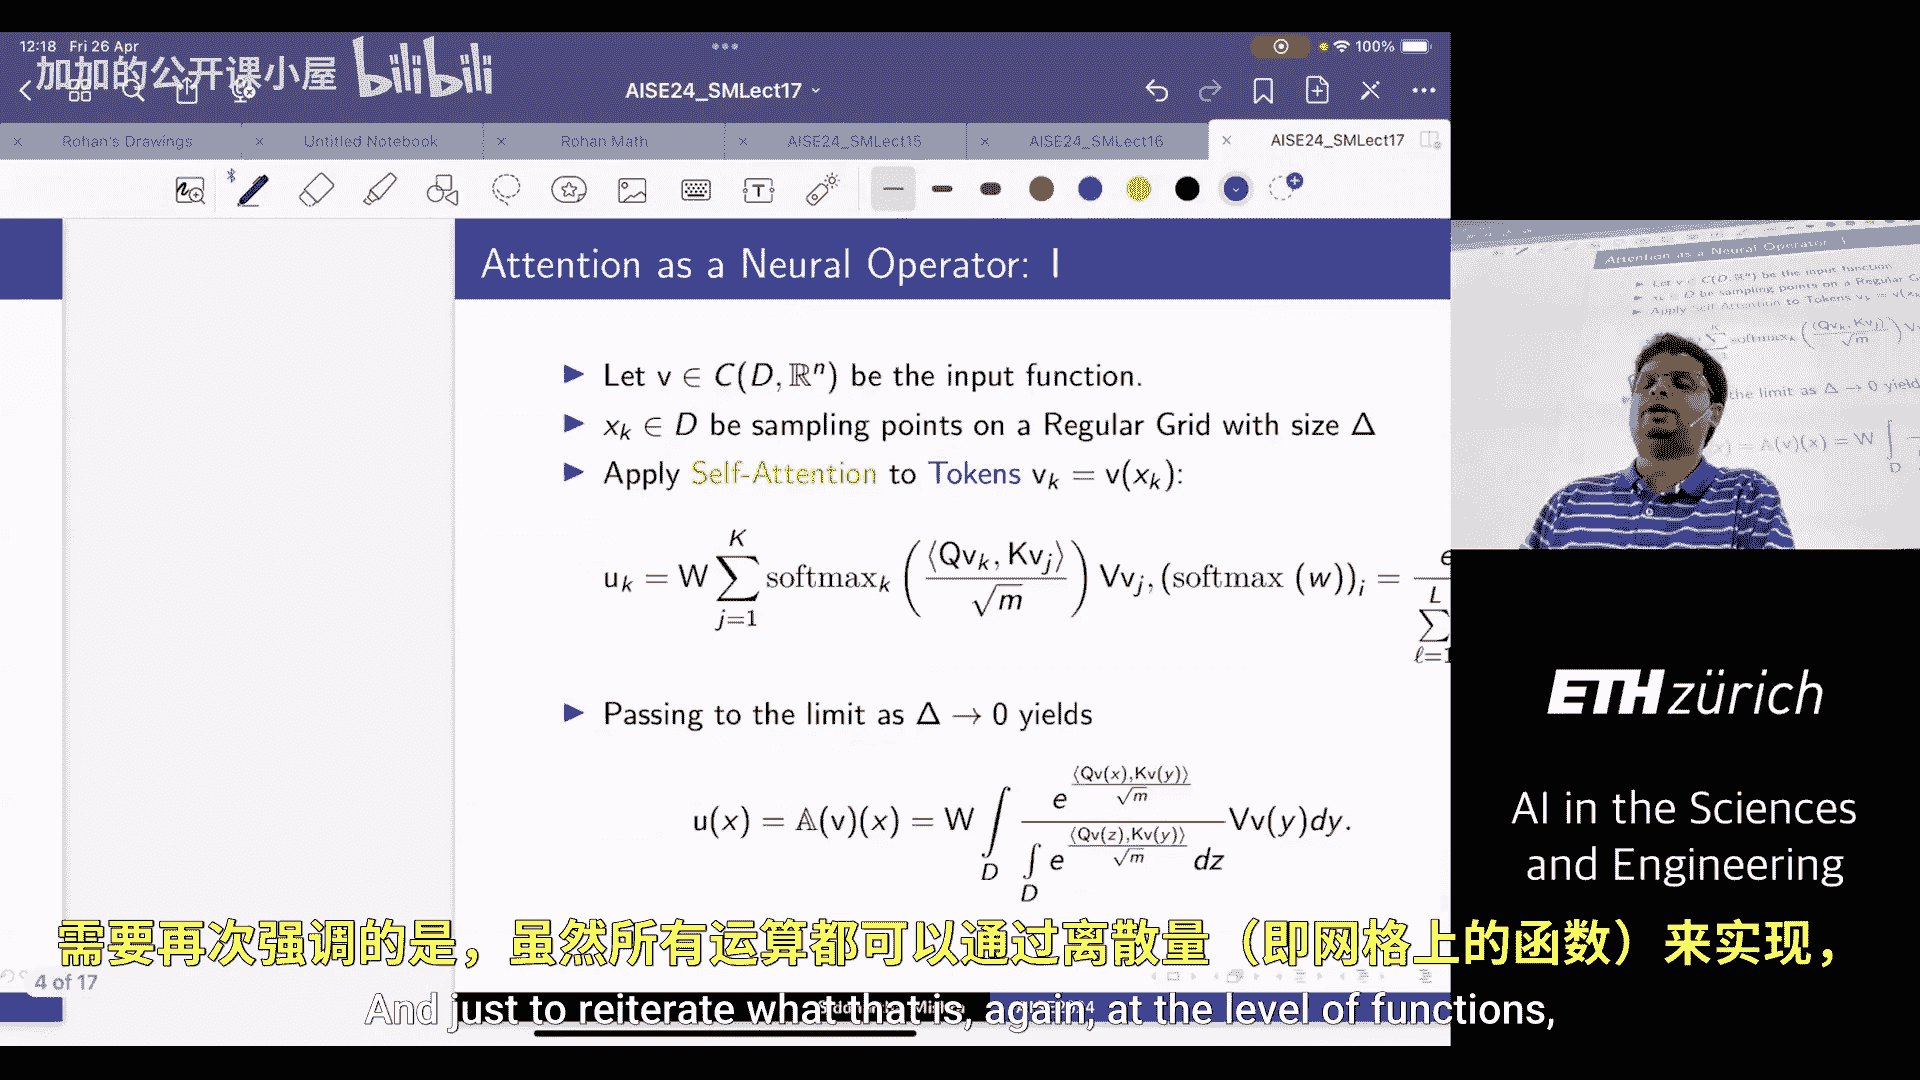 12:18 Fri 26 Apr
100%
加加的公开课小屋 bilibili
AISE24_SMLect17
Rohan's Drawings
Untitled Notebook
Rohan Math
AISE24_SMLect15
AISE24_SMLect16
AISE24_SMLect17
Attention as a Neural Operator: I
Let v ∈ C(D, ℝⁿ) be the input function.
xₖ ∈ D be sampling points on a Regular Grid with size Δ
Apply Self-Attention to Tokens vₖ = v(xₖ):
uₖ = W ∑_{j=1}^{K} softmaxₖ (⟨Qvₖ, Kvⱼ⟩ / √m) Vvⱼ, (softmax (w))ᵢ = e / ∑_{ℓ=1}^{L}
Passing to the limit as Δ → 0 yields
u(x) = 𝔸(v)(x) = W ∫_D e^{⟨Qv(x),Kv(y)⟩/√m} / ∫_D e^{⟨Qv(z),Kv(y)⟩/√m} dz Vv(y)dy.
ETH zürich
AI in the Sciences
and Engineering
需要再次强调的是，虽然所有运算都可以通过离散量（即网格上的函数）来实现，
4 of 17
And just to reiterate what that is, again, at the level of functions,